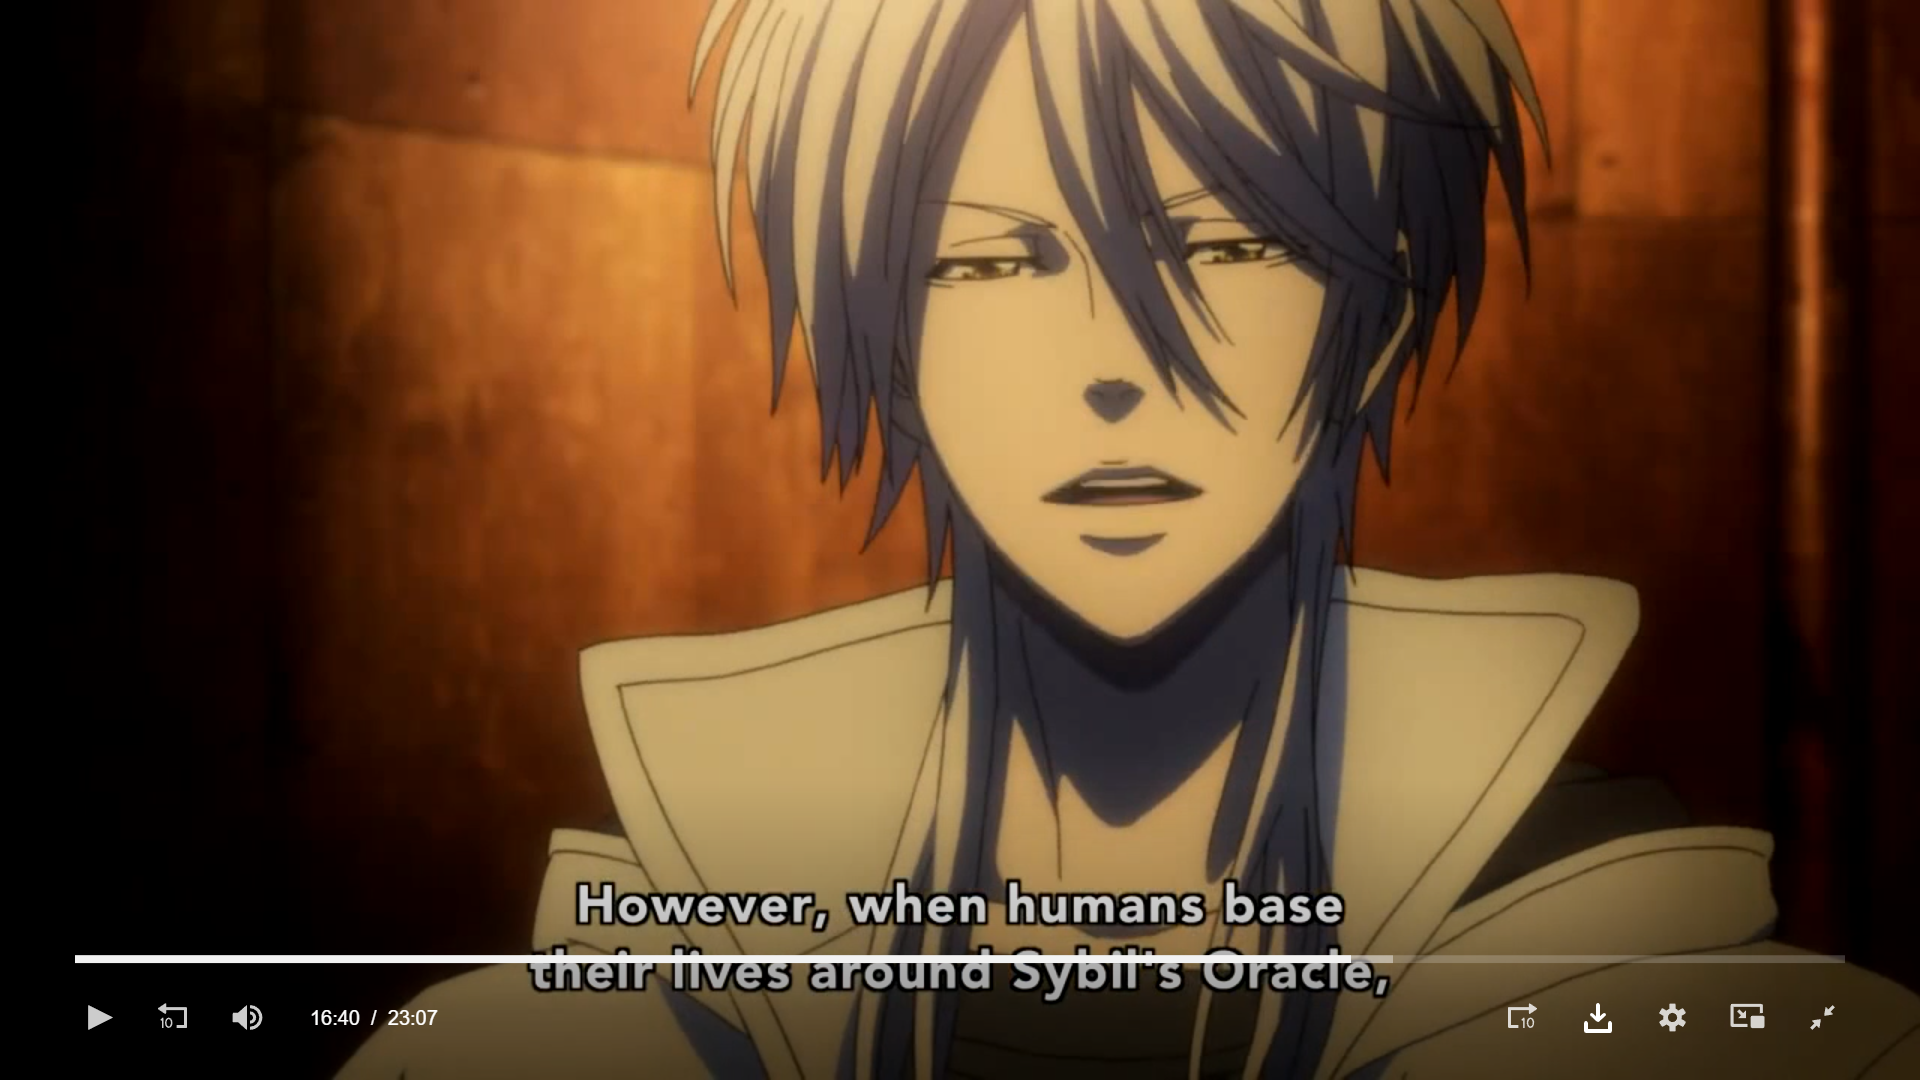 However, when humans base
their lives around Sybil's Oracle,
10 16:40 / 23:07 10